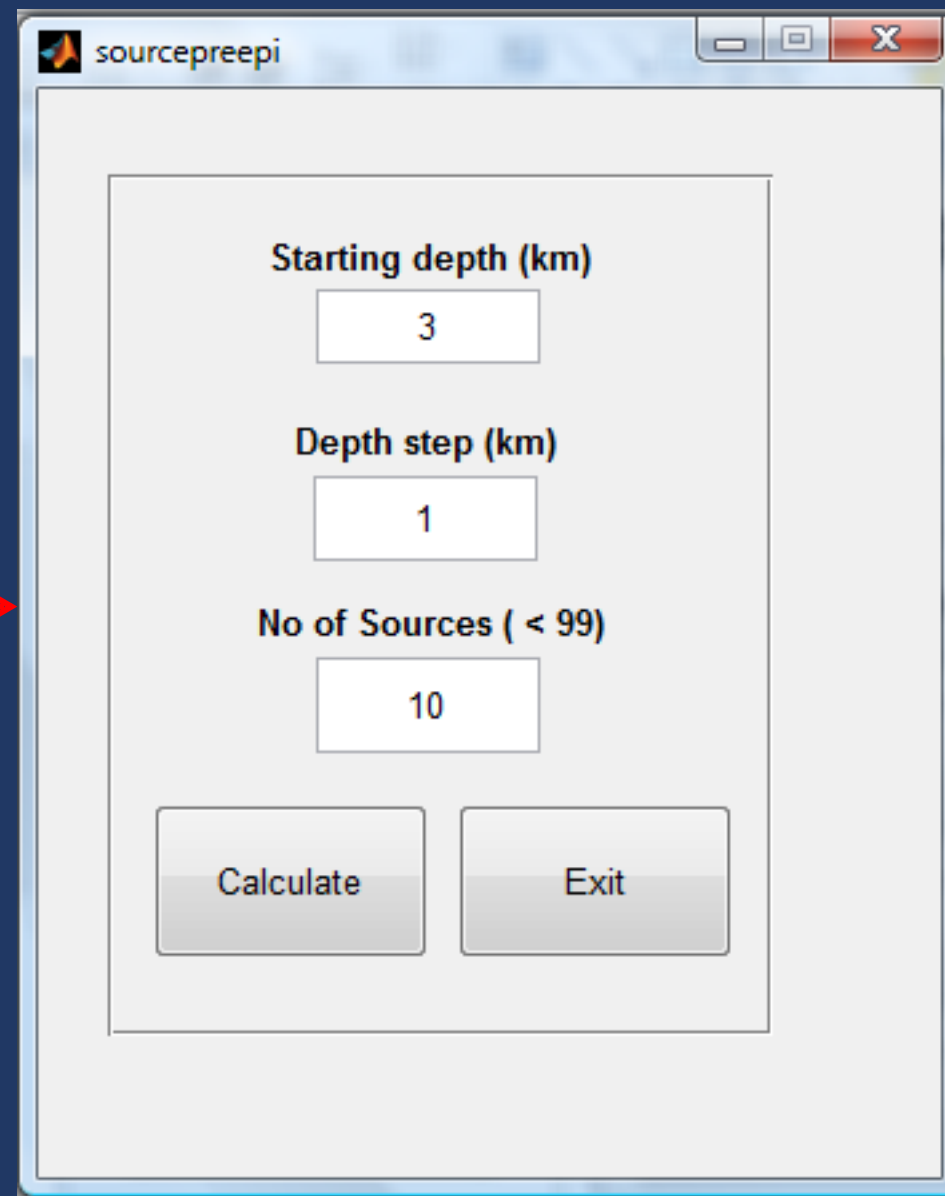 sourcepreepi
Starting depth (km)
3
Depth step (km)
1
No of Sources ( < 99)
10
Calculate Exit